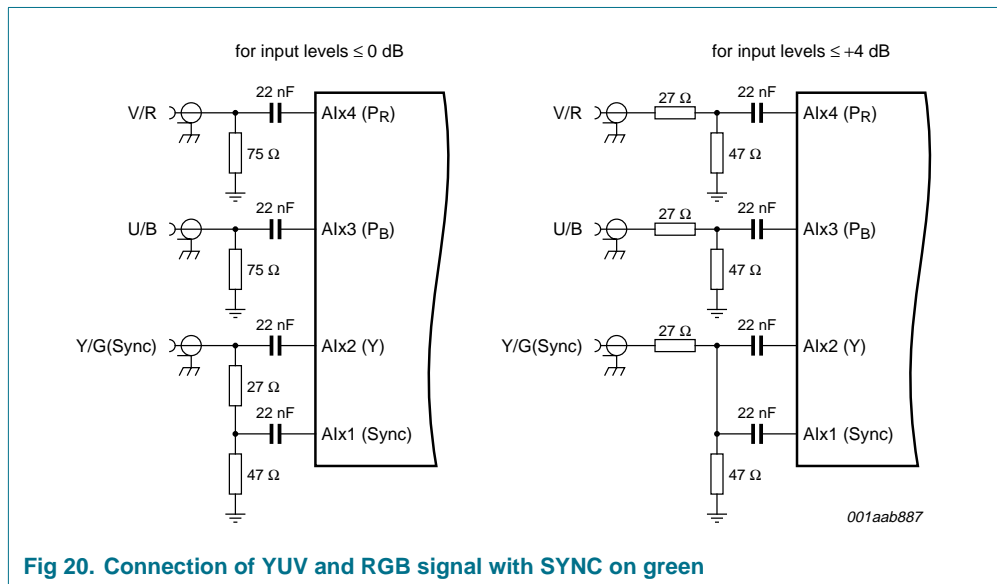 for input levels ≤ 0 dB
22 nF
V/R
AIx4 (PR)
75 Ω
22 nF
U/B
AIx3 (PB)
75 Ω
22 nF
Y/G(Sync)
AIx2 (Y)
27 Ω
22 nF
AIx1 (Sync)
47 Ω
for input levels ≤ +4 dB
27 Ω
22 nF
V/R
AIx4 (PR)
47 Ω
27 Ω
22 nF
U/B
AIx3 (PB)
47 Ω
27 Ω
22 nF
Y/G(Sync)
AIx2 (Y)
22 nF
AIx1 (Sync)
47 Ω
001aab887
Fig 20. Connection of YUV and RGB signal with SYNC on green